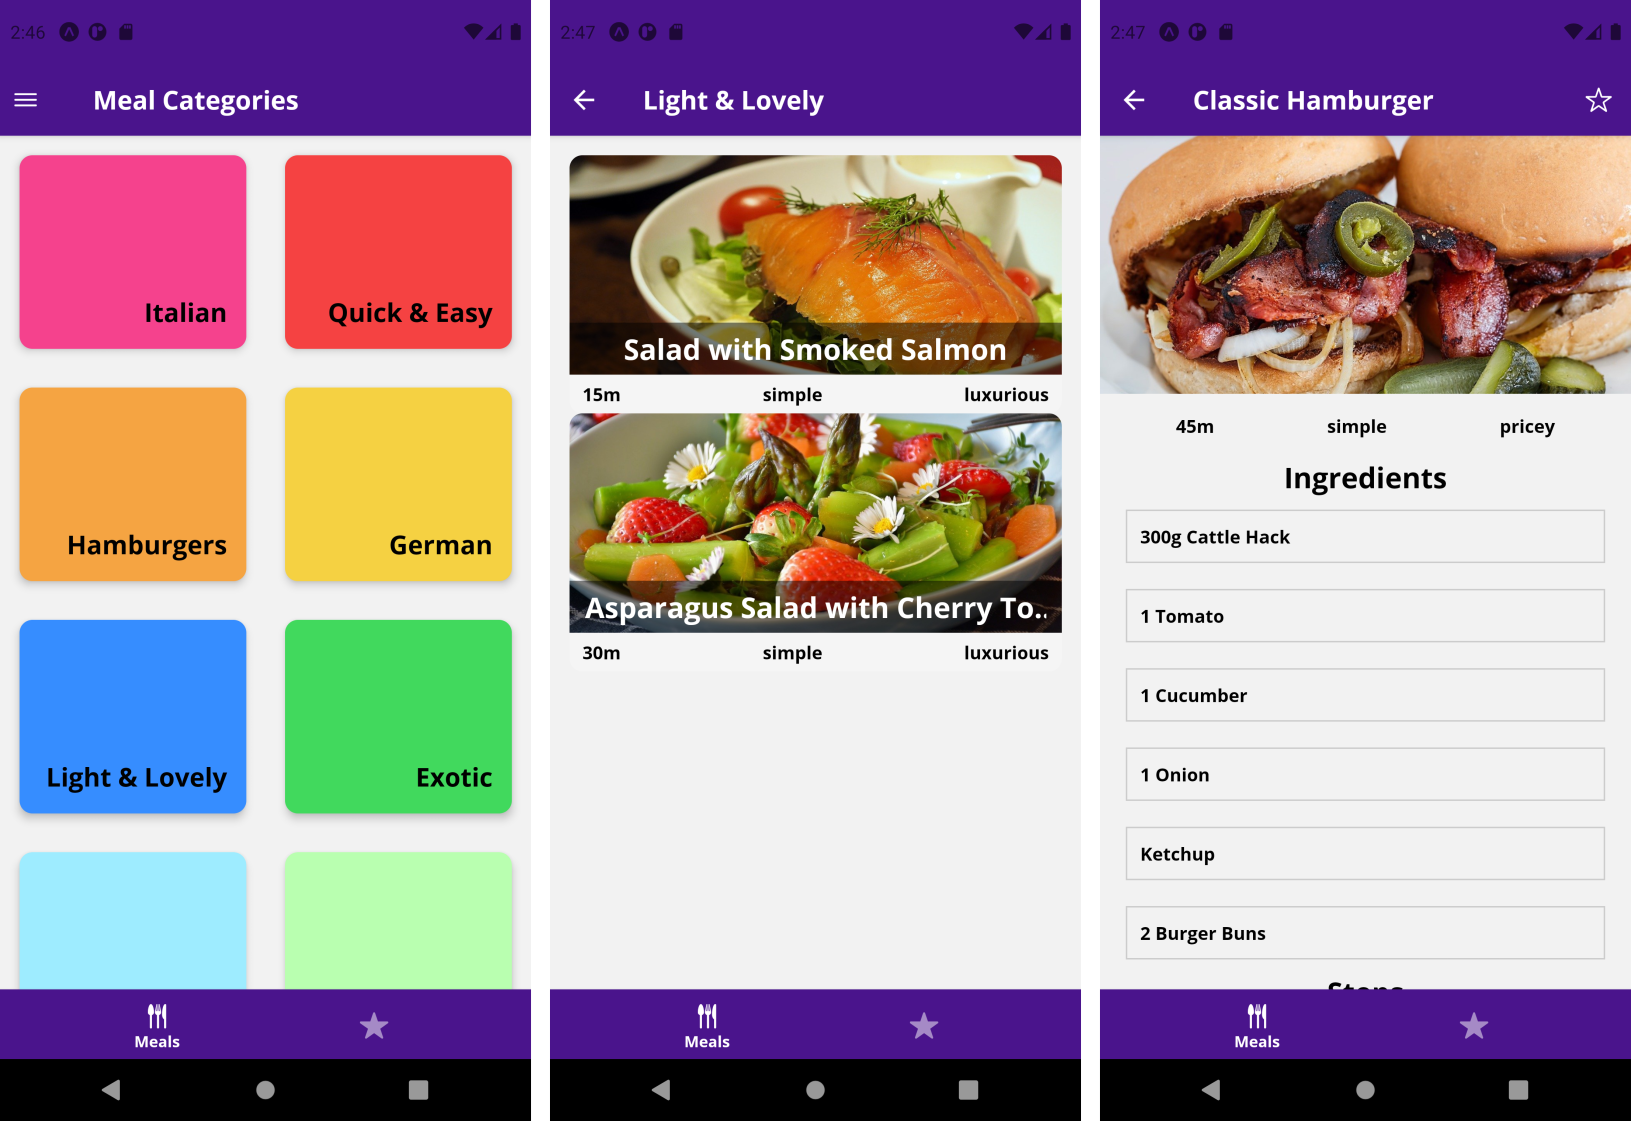 2:46
Meal Categories
Italian
Quick & Easy
Hamburgers
German
Light & Lovely
Exotic
Meals
2:47
Light & Lovely
Salad with Smoked Salmon
15m simple luxurious
Asparagus Salad with Cherry To..
30m simple luxurious
Meals
2:47
Classic Hamburger
45m simple pricey
Ingredients
300g Cattle Hack
1 Tomato
1 Cucumber
1 Onion
Ketchup
2 Burger Buns
Steps
Meals